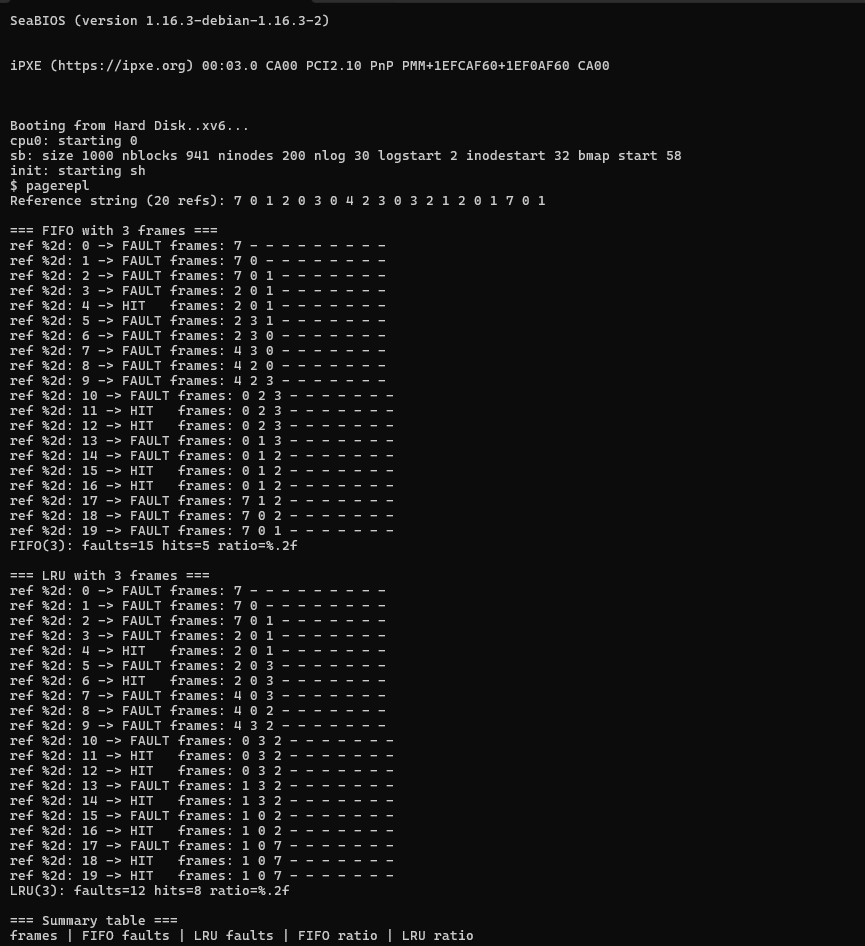 SeaBIOS (version 1.16.3-debian-1.16.3-2)
iPXE (https://ipxe.org) 00:03.0 CA00 PCI2.10 PnP PMM+1EFCAF60+1EF0AF60 CA00
Booting from Hard Disk..xv6...
cpu0: starting 0
sb: size 1000 nblocks 941 ninodes 200 nlog 30 logstart 2 inodestart 32 bmap start 58
init: starting sh
$ pagerepl
Reference string (20 refs): 7 0 1 2 0 3 0 4 2 3 0 3 2 1 2 0 1 7 0 1
=== FIFO with 3 frames ===
ref %2d: 0 -> FAULT frames: 7 - - - - - - - - -
ref %2d: 1 -> FAULT frames: 7 0 - - - - - - - -
ref %2d: 2 -> FAULT frames: 7 0 1 - - - - - - -
ref %2d: 3 -> FAULT frames: 2 0 1 - - - - - - -
ref %2d: 4 -> HIT   frames: 2 0 1 - - - - - - -
ref %2d: 5 -> FAULT frames: 2 3 1 - - - - - - -
ref %2d: 6 -> FAULT frames: 2 3 0 - - - - - - -
ref %2d: 7 -> FAULT frames: 4 3 0 - - - - - - -
ref %2d: 8 -> FAULT frames: 4 2 0 - - - - - - -
ref %2d: 9 -> FAULT frames: 4 2 3 - - - - - - -
ref %2d: 10 -> FAULT frames: 0 2 3 - - - - - - -
ref %2d: 11 -> HIT   frames: 0 2 3 - - - - - - -
ref %2d: 12 -> HIT   frames: 0 2 3 - - - - - - -
ref %2d: 13 -> FAULT frames: 0 1 3 - - - - - - -
ref %2d: 14 -> FAULT frames: 0 1 2 - - - - - - -
ref %2d: 15 -> HIT   frames: 0 1 2 - - - - - - -
ref %2d: 16 -> HIT   frames: 0 1 2 - - - - - - -
ref %2d: 17 -> FAULT frames: 7 1 2 - - - - - - -
ref %2d: 18 -> FAULT frames: 7 0 2 - - - - - - -
ref %2d: 19 -> FAULT frames: 7 0 1 - - - - - - -
FIFO(3): faults=15 hits=5 ratio=%.2f
=== LRU with 3 frames ===
ref %2d: 0 -> FAULT frames: 7 - - - - - - - - -
ref %2d: 1 -> FAULT frames: 7 0 - - - - - - - -
ref %2d: 2 -> FAULT frames: 7 0 1 - - - - - - -
ref %2d: 3 -> FAULT frames: 2 0 1 - - - - - - -
ref %2d: 4 -> HIT   frames: 2 0 1 - - - - - - -
ref %2d: 5 -> FAULT frames: 2 0 3 - - - - - - -
ref %2d: 6 -> HIT   frames: 2 0 3 - - - - - - -
ref %2d: 7 -> FAULT frames: 4 0 3 - - - - - - -
ref %2d: 8 -> FAULT frames: 4 0 2 - - - - - - -
ref %2d: 9 -> FAULT frames: 4 3 2 - - - - - - -
ref %2d: 10 -> FAULT frames: 0 3 2 - - - - - - -
ref %2d: 11 -> HIT   frames: 0 3 2 - - - - - - -
ref %2d: 12 -> HIT   frames: 0 3 2 - - - - - - -
ref %2d: 13 -> FAULT frames: 1 3 2 - - - - - - -
ref %2d: 14 -> HIT   frames: 1 3 2 - - - - - - -
ref %2d: 15 -> FAULT frames: 1 0 2 - - - - - - -
ref %2d: 16 -> HIT   frames: 1 0 2 - - - - - - -
ref %2d: 17 -> FAULT frames: 1 0 7 - - - - - - -
ref %2d: 18 -> HIT   frames: 1 0 7 - - - - - - -
ref %2d: 19 -> HIT   frames: 1 0 7 - - - - - - -
LRU(3): faults=12 hits=8 ratio=%.2f
=== Summary table ===
frames | FIFO faults | LRU faults | FIFO ratio | LRU ratio